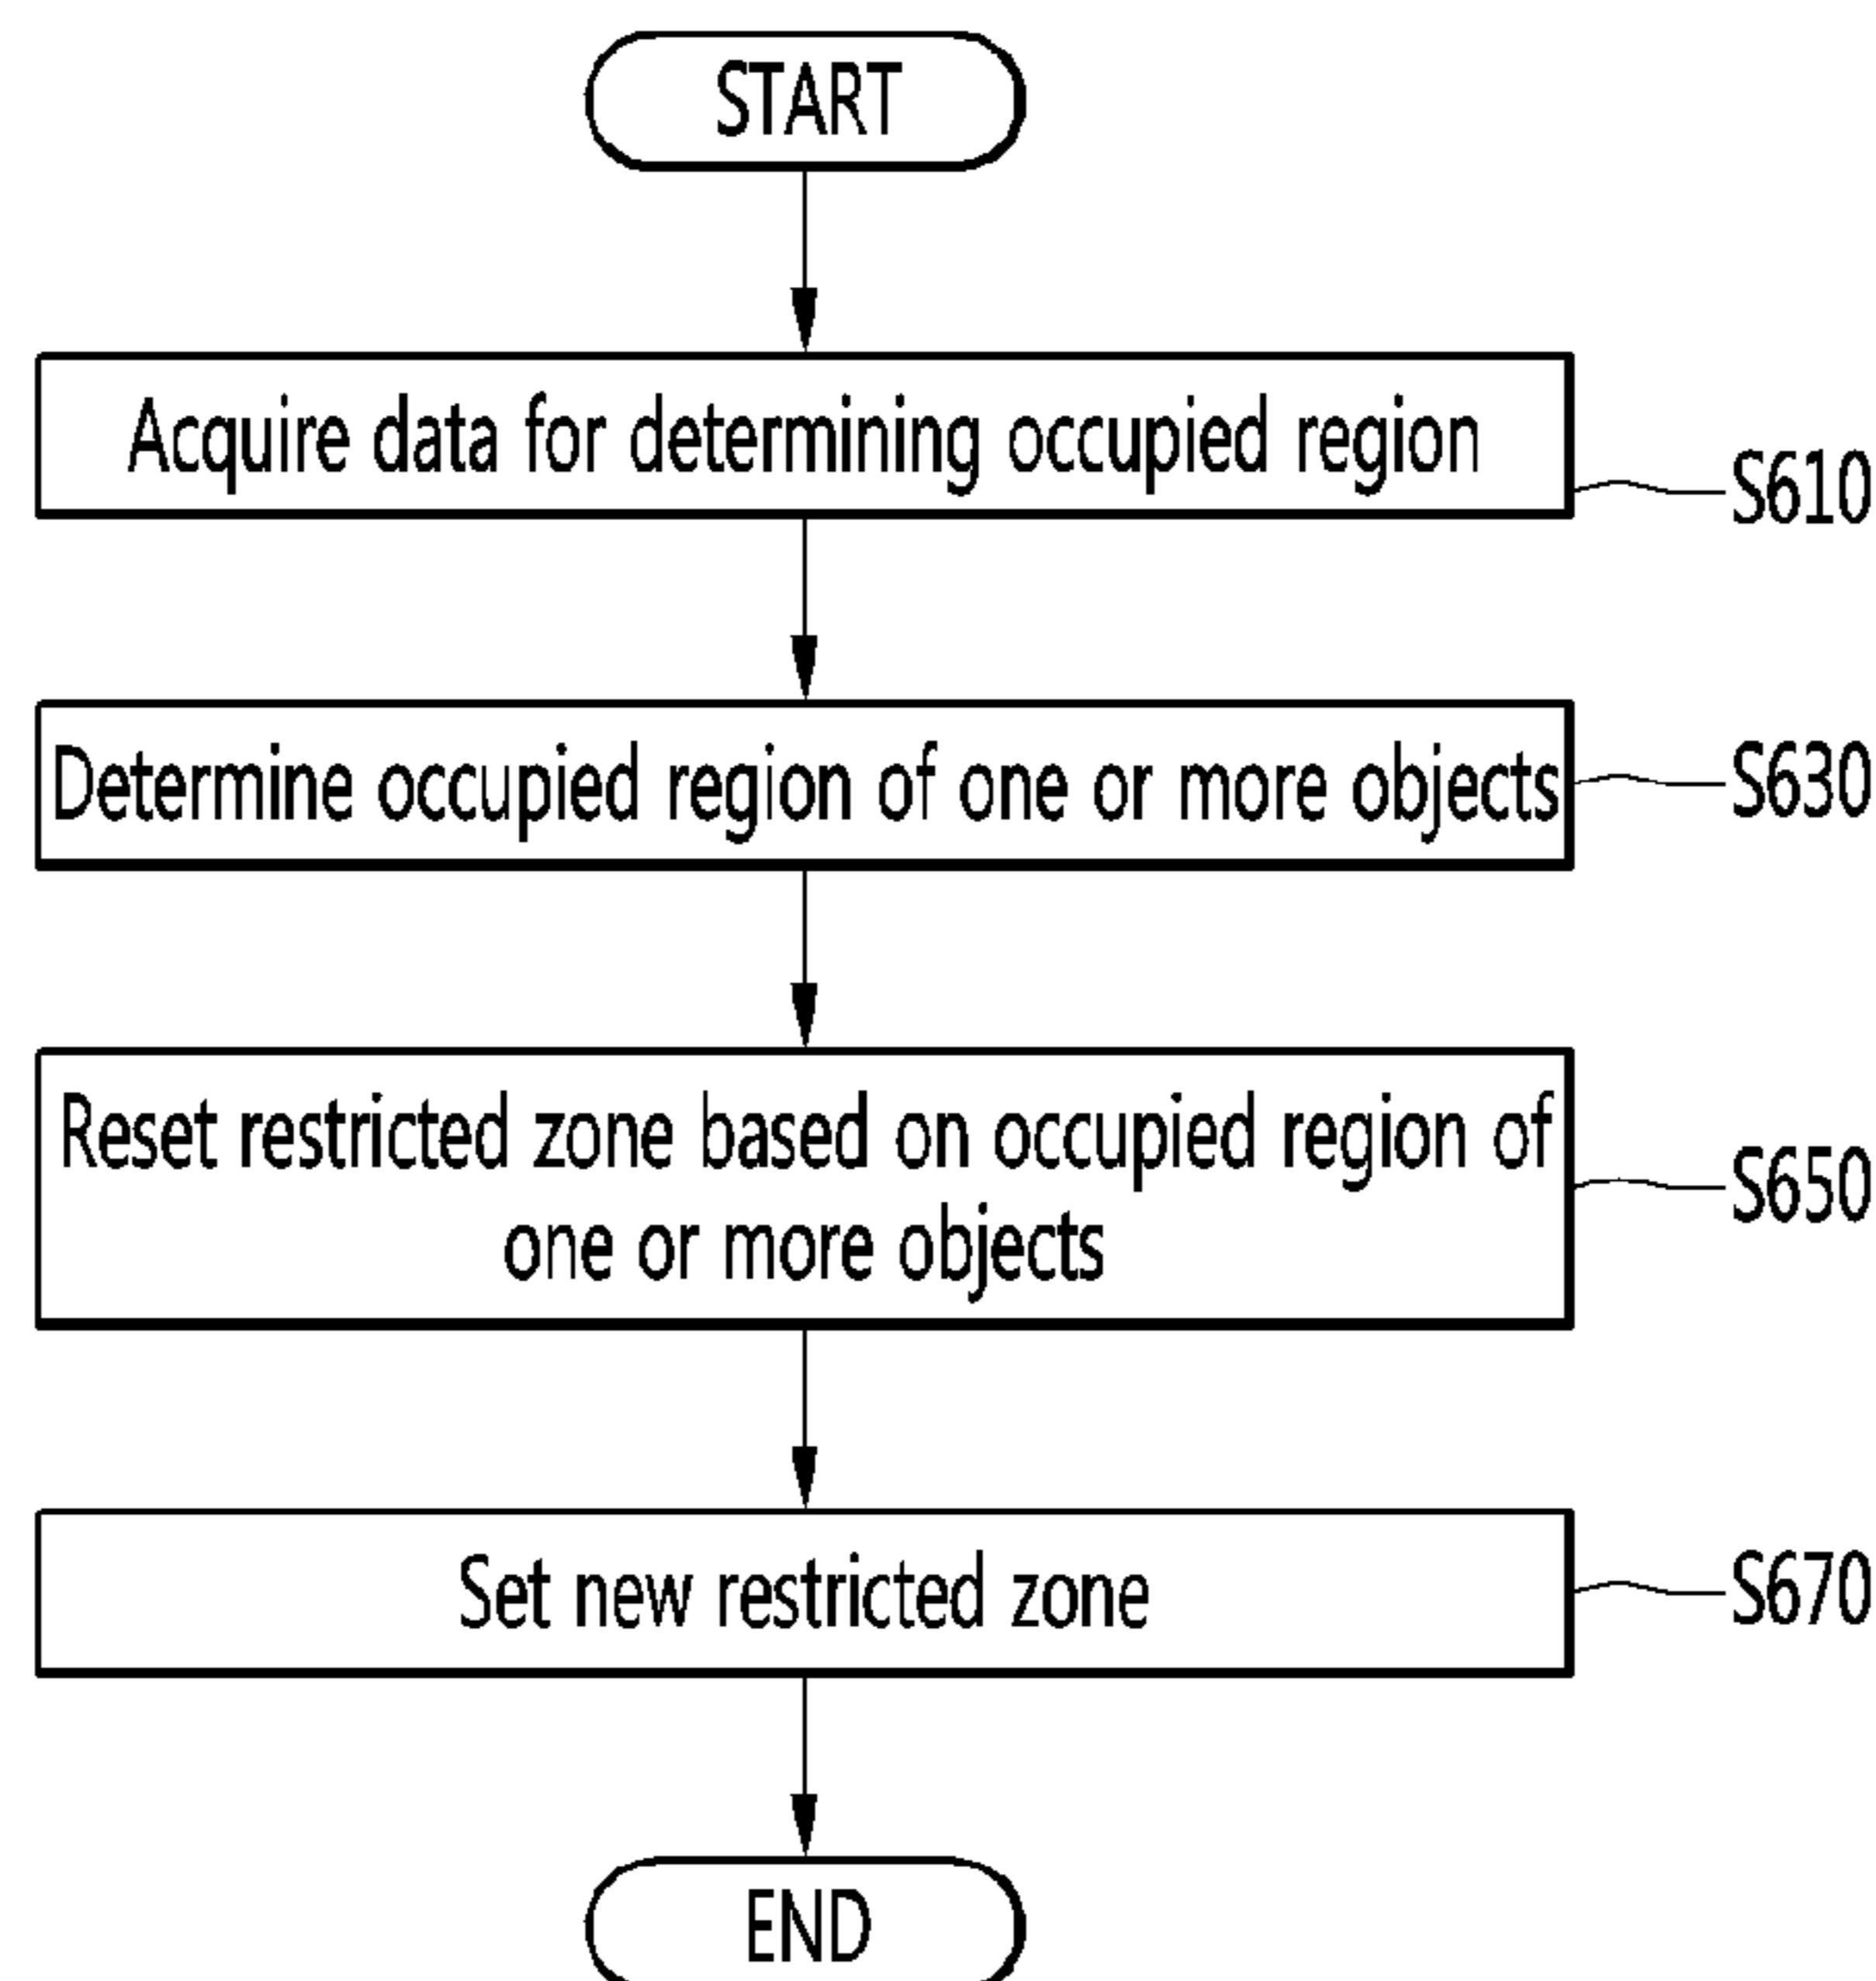 START
Acquire data for determining occupied region
S610
Determine occupied region of one or more objects
S630
Reset restricted zone based on occupied region of
one or more objects
S650
Set new restricted zone
S670
END